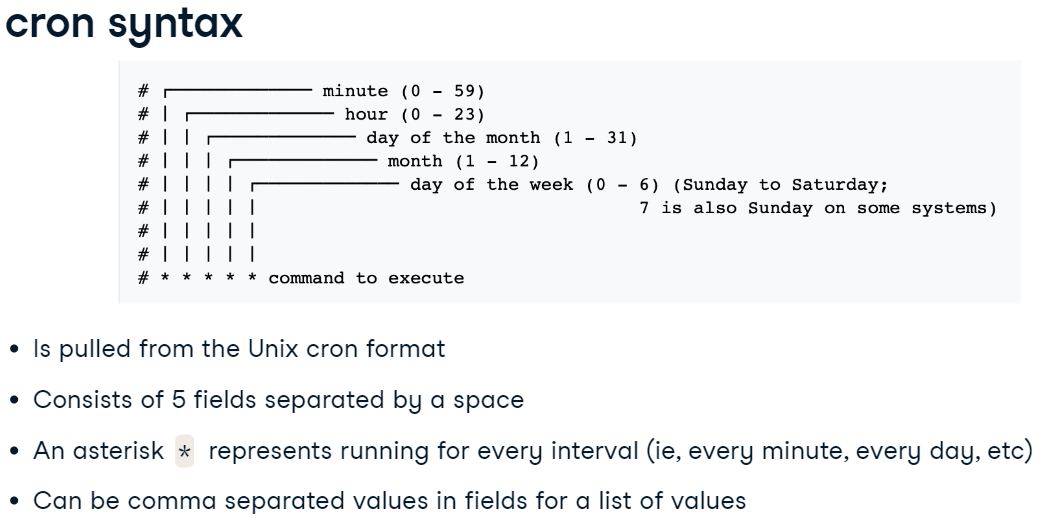 cron syntax
# ┌───────────── minute (0 - 59)
# │ ┌───────────── hour (0 - 23)
# │ │ ┌───────────── day of the month (1 - 31)
# │ │ │ ┌───────────── month (1 - 12)
# │ │ │ │ ┌───────────── day of the week (0 - 6) (Sunday to Saturday;
# │ │ │ │ │                                   7 is also Sunday on some systems)
# │ │ │ │ │
# │ │ │ │ │
# * * * * * command to execute
• Is pulled from the Unix cron format
• Consists of 5 fields separated by a space
• An asterisk * represents running for every interval (ie, every minute, every day, etc)
• Can be comma separated values in fields for a list of values